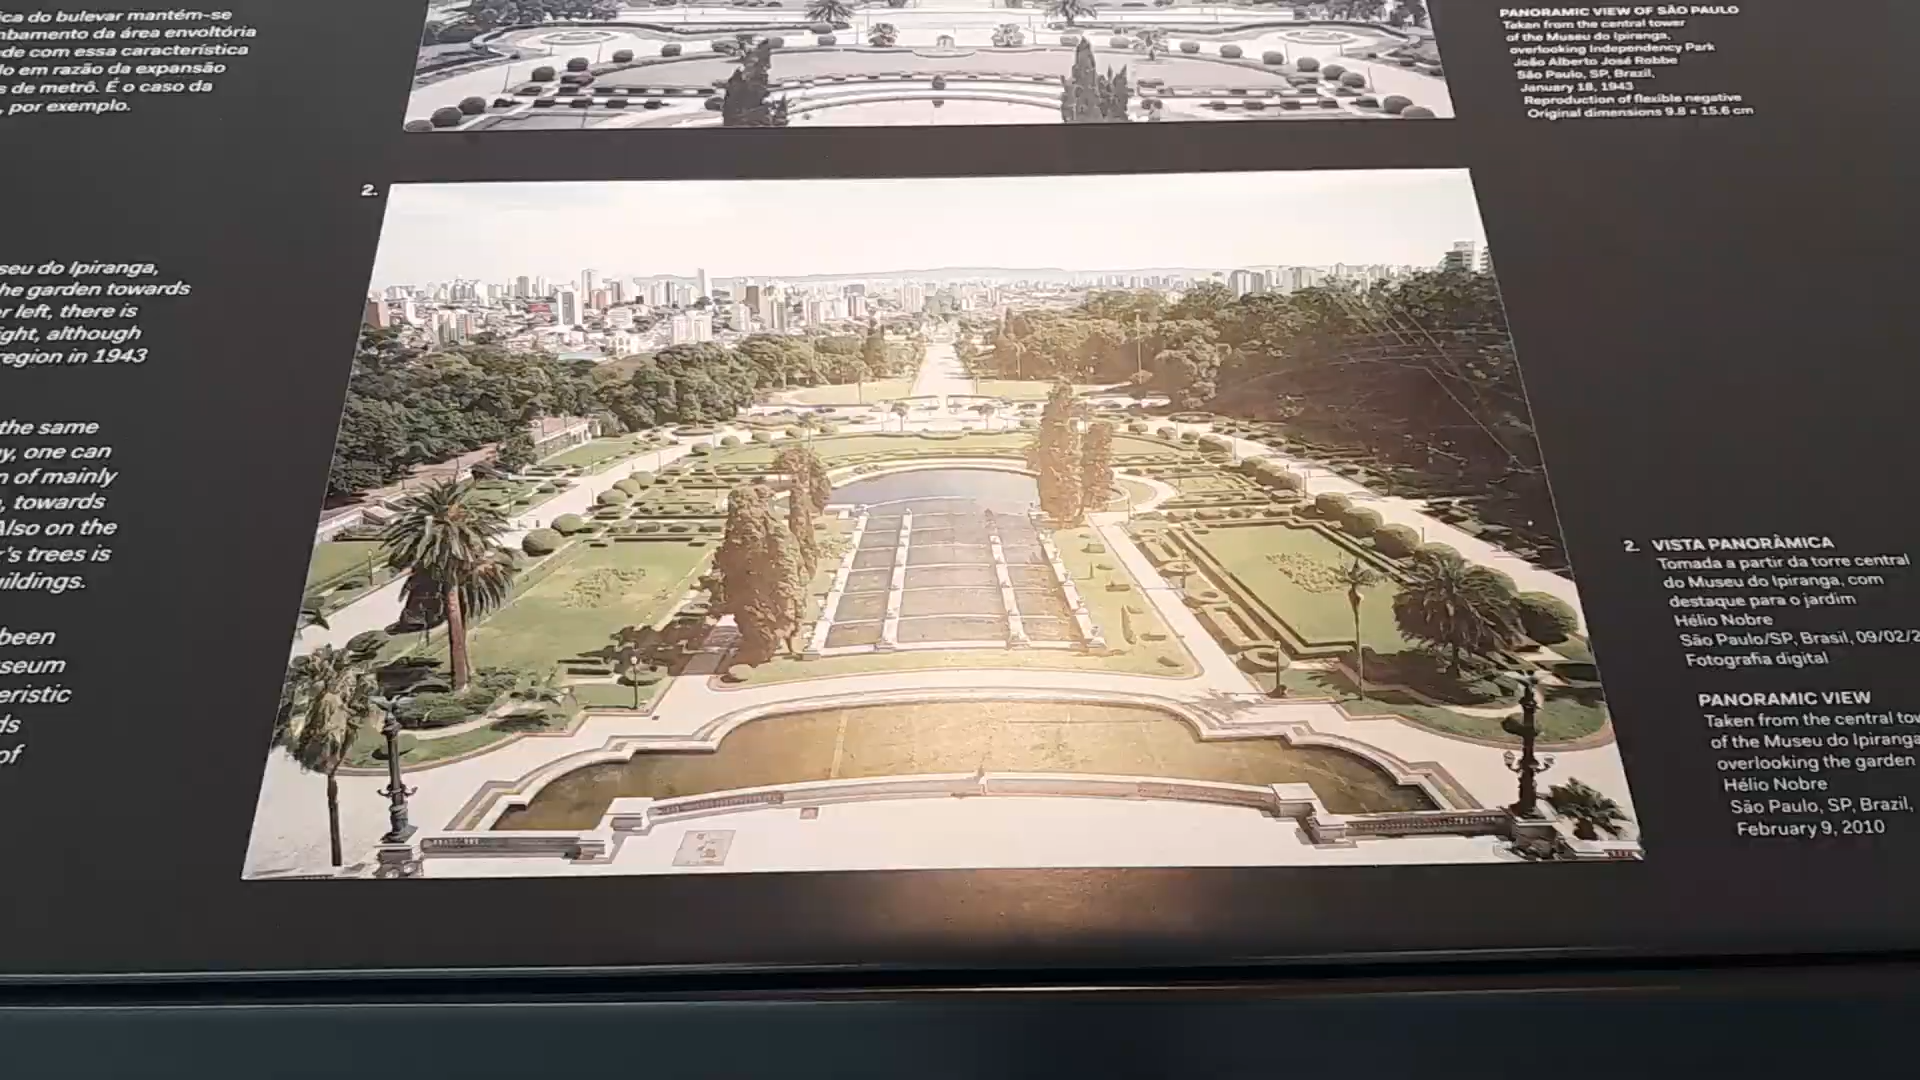 ica do bulevar mantém-se
nbamento da área envoltória
de com essa característica
lo em razão da expansão
s de metrô. É o caso da
, por exemplo.
seu do Ipiranga,
he garden towards
r left, there is
ight, although
region in 1943
the same
y, one can
n of mainly
, towards
Also on the
r's trees is
uildings.
been
seum
eristic
ds
of
PANORAMIC VIEW OF SÃO PAULO
Taken from the central tower
of the Museu do Ipiranga,
overlooking Independency Park
João Alberto José Robbe
São Paulo, SP, Brazil,
January 18, 1943
Reproduction of flexible negative
Original dimensions 9.8 × 15.6 cm
2.
2. VISTA PANORÂMICA
Tomada a partir da torre central
do Museu do Ipiranga, com
destaque para o jardim
Hélio Nobre
São Paulo/SP, Brasil, 09/02/2
Fotografia digital
PANORAMIC VIEW
Taken from the central tow
of the Museu do Ipiranga
overlooking the garden
Hélio Nobre
São Paulo, SP, Brazil,
February 9, 2010